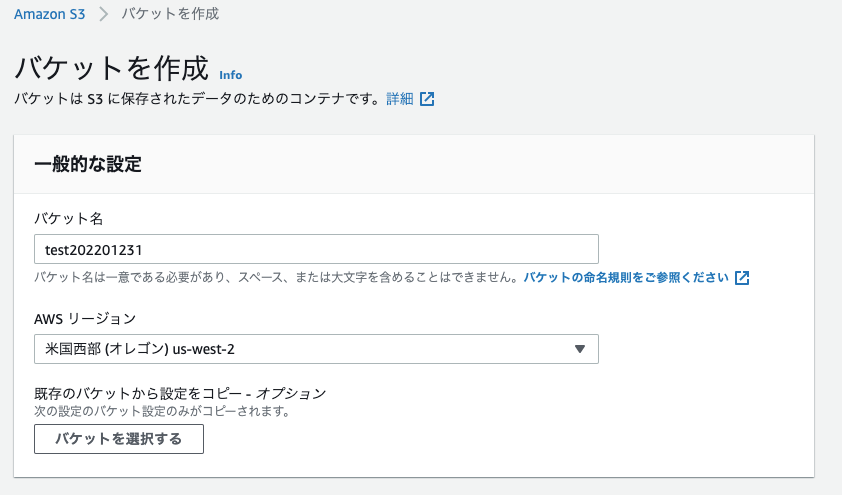 Amazon S3 > バケットを作成
バケットを作成 Info
バケットは S3 に保存されたデータのためのコンテナです。詳細
一般的な設定
バケット名
test202201231
バケット名は一意である必要があり、スペース、または大文字を含めることはできません。バケットの命名規則をご参照ください
AWS リージョン
米国西部 (オレゴン) us-west-2
既存のバケットから設定をコピー - オプション
次の設定のバケット設定のみがコピーされます。
バケットを選択する